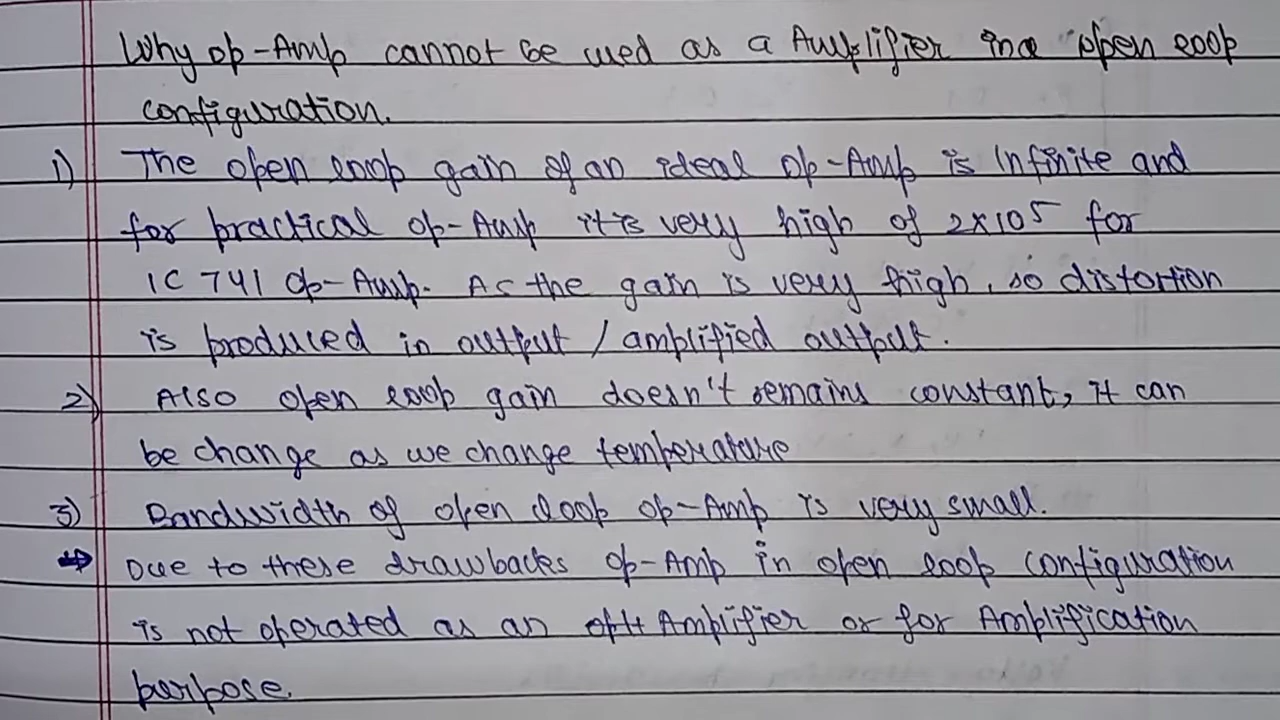 Why op-Amp cannot be used as a Amplifier in a open loop
configuration.
1) The open loop gain of an ideal op-Amp is Infinite and
for practical op-Amp it is very high of 2×10⁵ for
IC 741 op-Amp. As the gain is very high, so distortion
is produced in output / amplified output.
2) Also open loop gain doesn't remains constant, it can
be change as we change temperature
3) Bandwidth of open loop op-Amp is very small.
⇒ Due to these drawbacks op-Amp in open loop configuration
is not operated as an Amplifier or for Amplification
purpose.